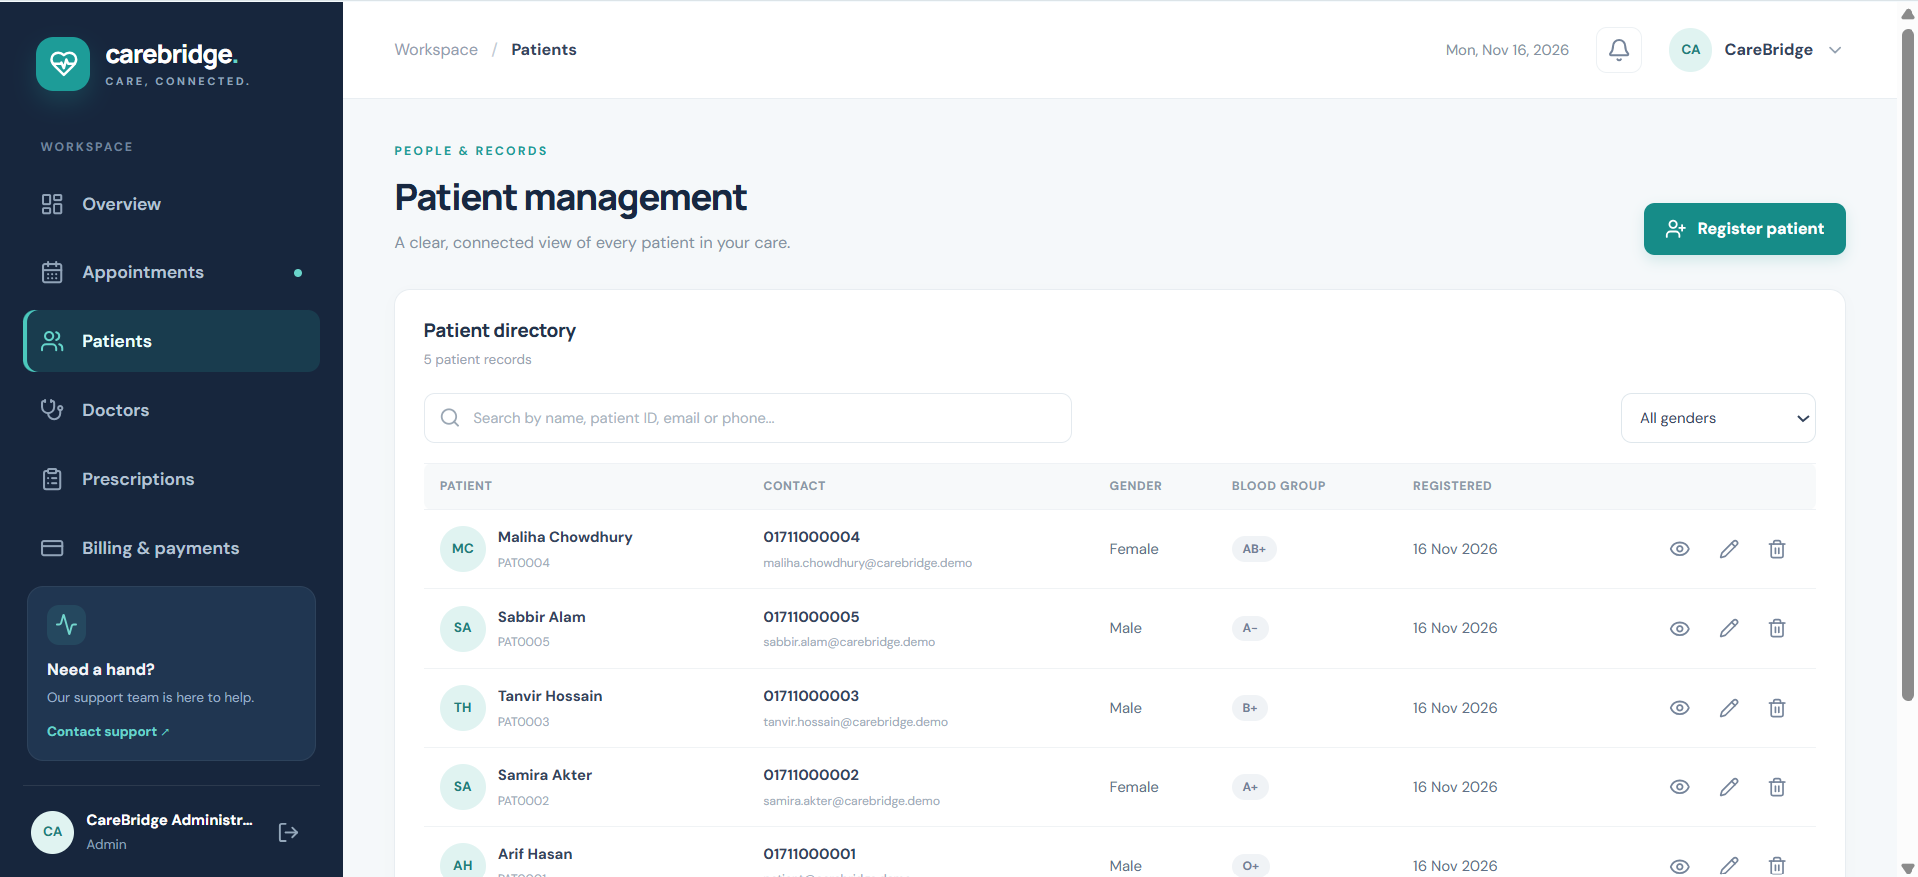 carebridge.
CARE, CONNECTED.
WORKSPACE
Overview
Appointments
Patients
Doctors
Prescriptions
Billing & payments
Need a hand?
Our support team is here to help.
Contact support ↗
CA
CareBridge Administr...
Admin
Workspace / Patients
Mon, Nov 16, 2026
CA CareBridge
PEOPLE & RECORDS
Patient management
A clear, connected view of every patient in your care.
Register patient
Patient directory
5 patient records
Search by name, patient ID, email or phone...
All genders
PATIENT CONTACT GENDER BLOOD GROUP REGISTERED
MC Maliha Chowdhury 01711000004 Female AB+ 16 Nov 2026
PAT0004 maliha.chowdhury@carebridge.demo
SA Sabbir Alam 01711000005 Male A- 16 Nov 2026
PAT0005 sabbir.alam@carebridge.demo
TH Tanvir Hossain 01711000003 Male B+ 16 Nov 2026
PAT0003 tanvir.hossain@carebridge.demo
SA Samira Akter 01711000002 Female A+ 16 Nov 2026
PAT0002 samira.akter@carebridge.demo
AH Arif Hasan 01711000001 Male O+ 16 Nov 2026